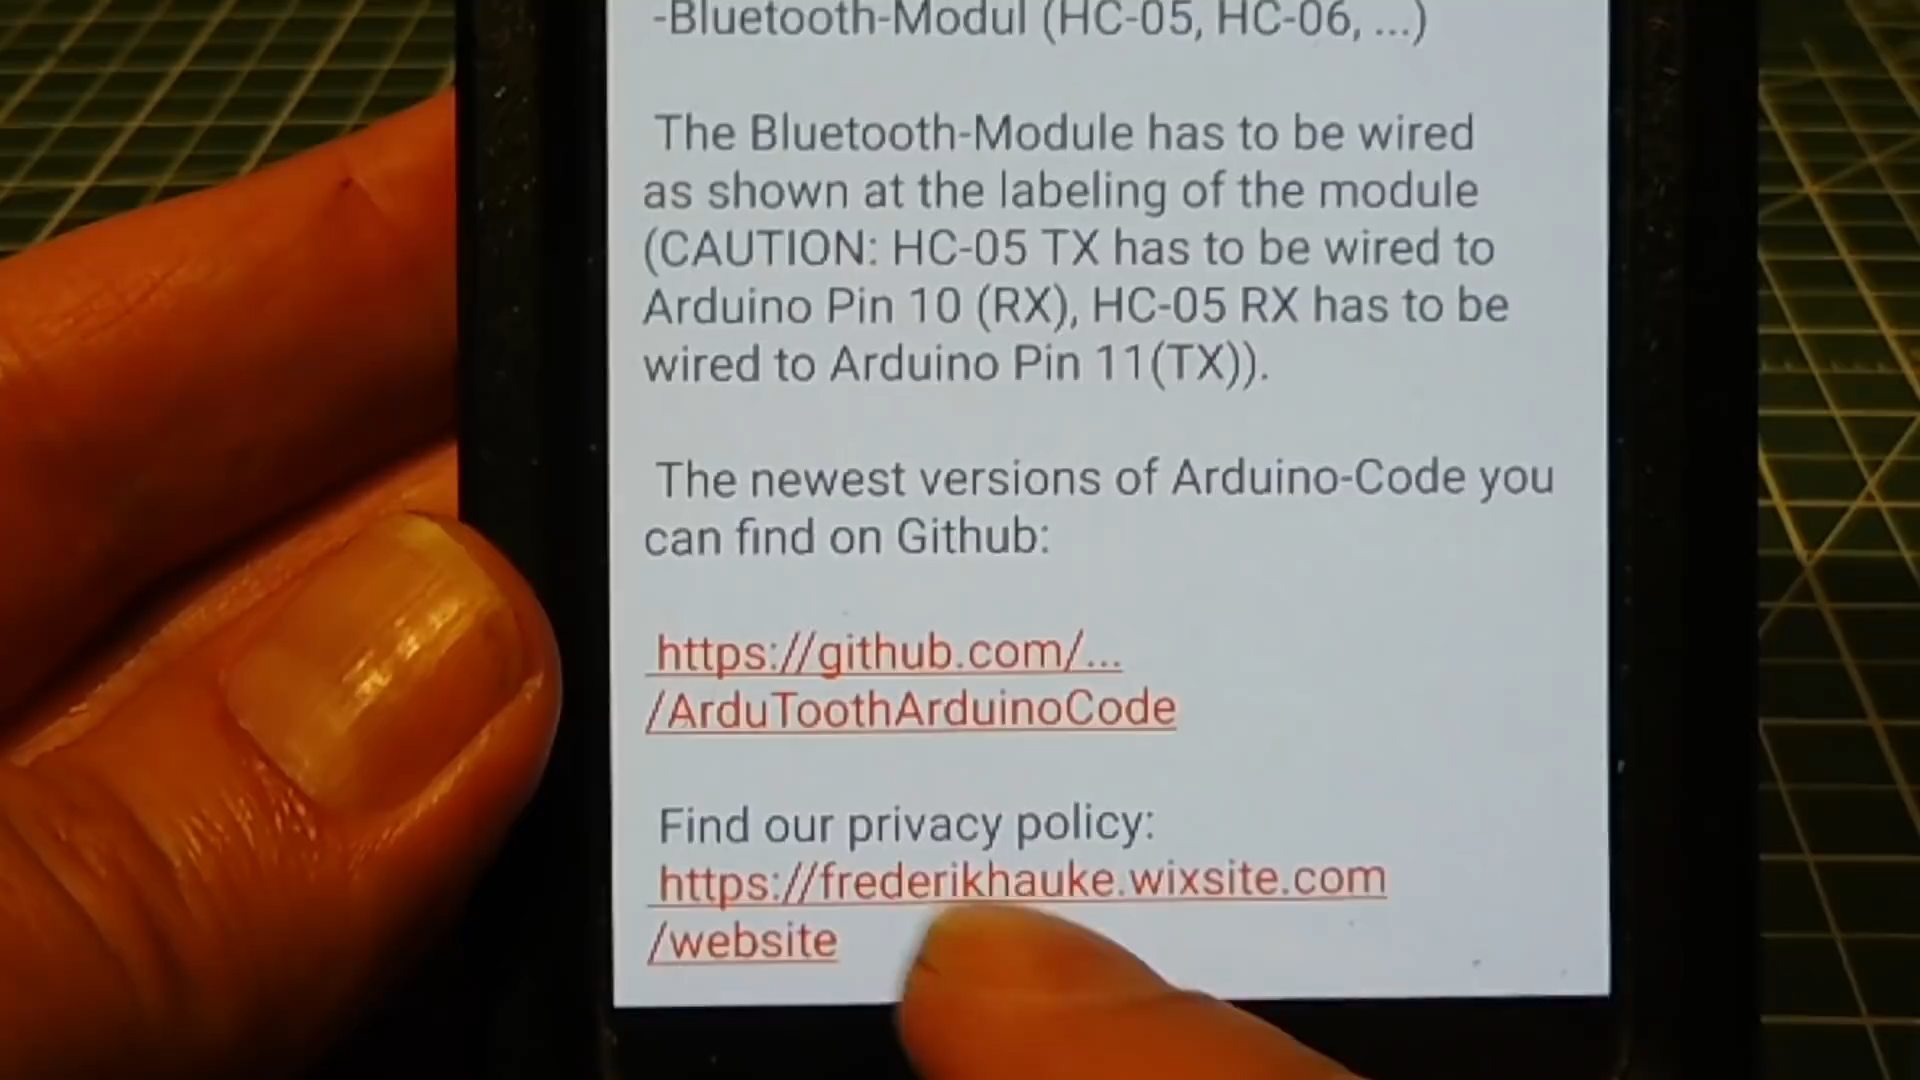 -Bluetooth-Modul (HC-05, HC-06, ...)
The Bluetooth-Module has to be wired
as shown at the labeling of the module
(CAUTION: HC-05 TX has to be wired to
Arduino Pin 10 (RX), HC-05 RX has to be
wired to Arduino Pin 11(TX)).
The newest versions of Arduino-Code you
can find on Github:
https://github.com/...
/ArduToothArduinoCode
Find our privacy policy:
https://frederikhauke.wixsite.com
/website